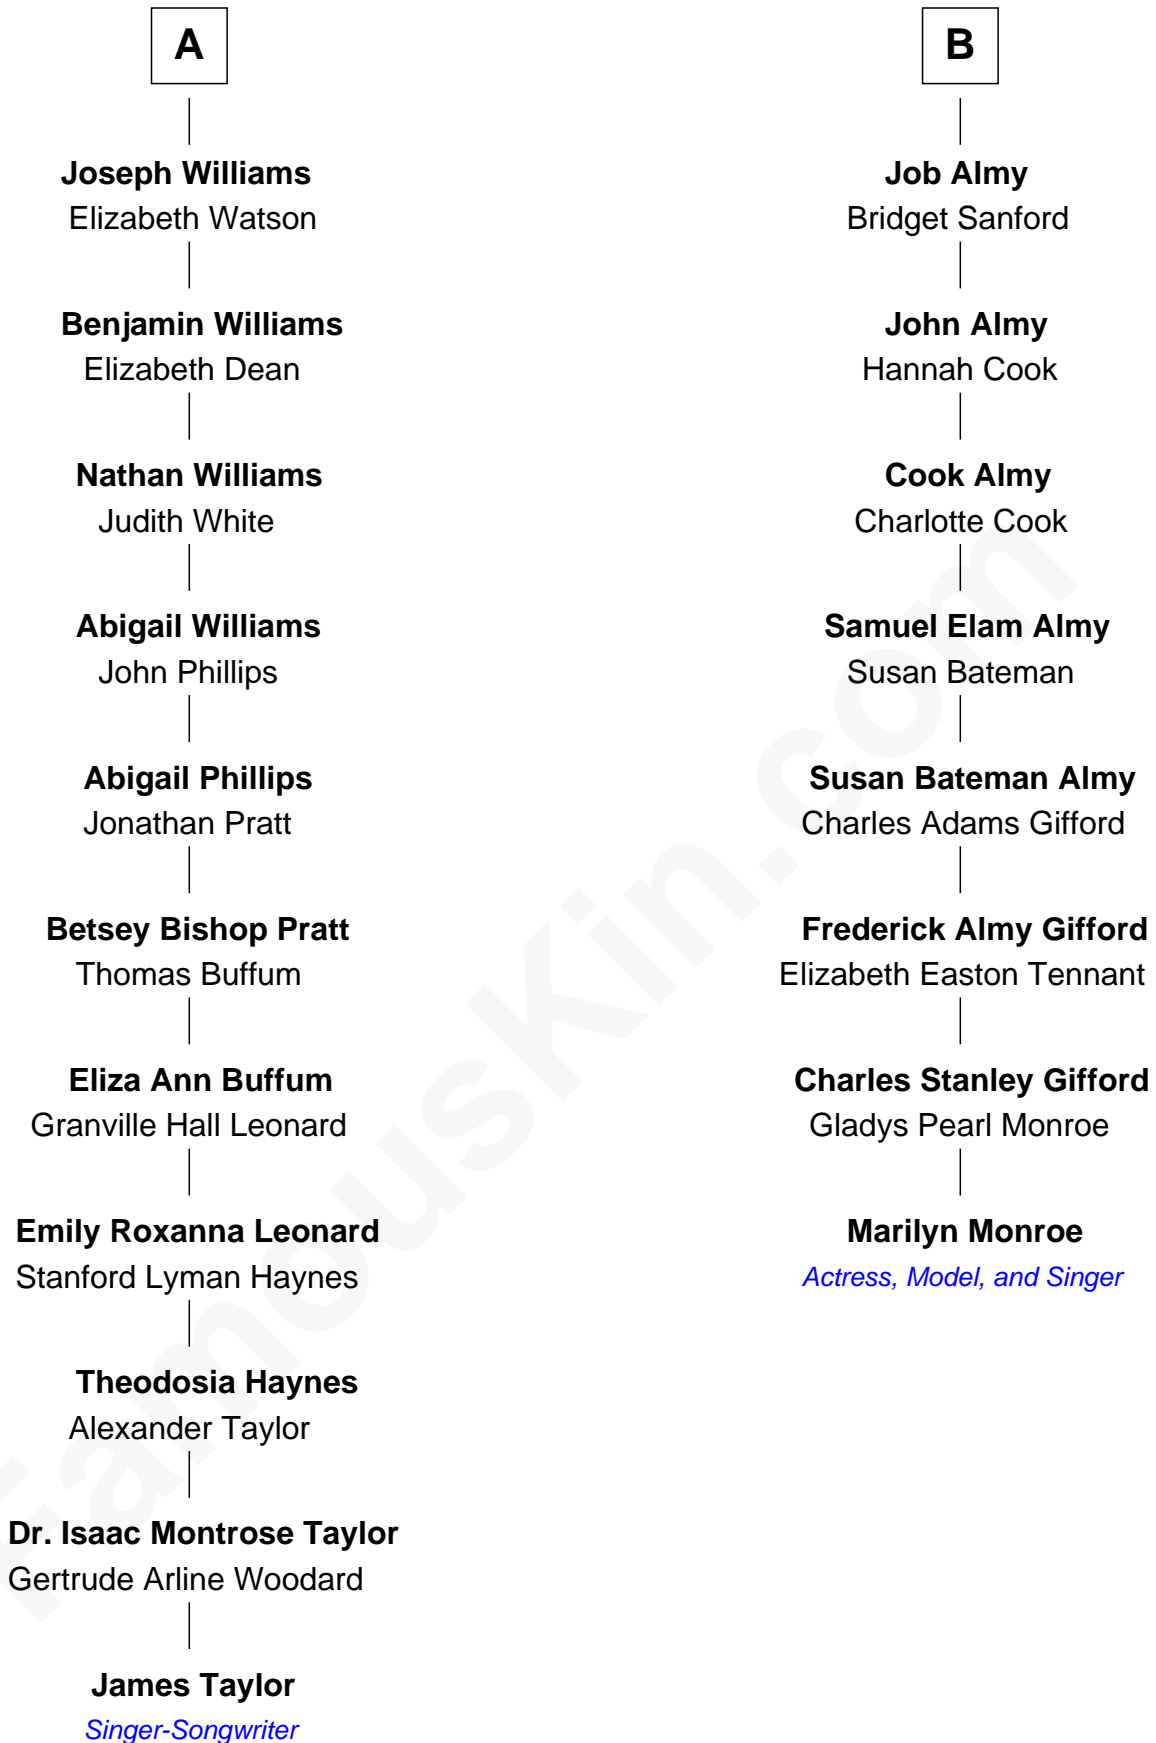 A
Joseph Williams
Elizabeth Watson
Benjamin Williams
Elizabeth Dean
Nathan Williams
Judith White
Abigail Williams
John Phillips
Abigail Phillips
Jonathan Pratt
Betsey Bishop Pratt
Thomas Buffum
Eliza Ann Buffum
Granville Hall Leonard
Emily Roxanna Leonard
Stanford Lyman Haynes
Theodosia Haynes
Alexander Taylor
Dr. Isaac Montrose Taylor
Gertrude Arline Woodard
James Taylor
Singer-Songwriter
B
Job Almy
Bridget Sanford
John Almy
Hannah Cook
Cook Almy
Charlotte Cook
Samuel Elam Almy
Susan Bateman
Susan Bateman Almy
Charles Adams Gifford
Frederick Almy Gifford
Elizabeth Easton Tennant
Charles Stanley Gifford
Gladys Pearl Monroe
Marilyn Monroe
Actress, Model, and Singer
FamousKin.com